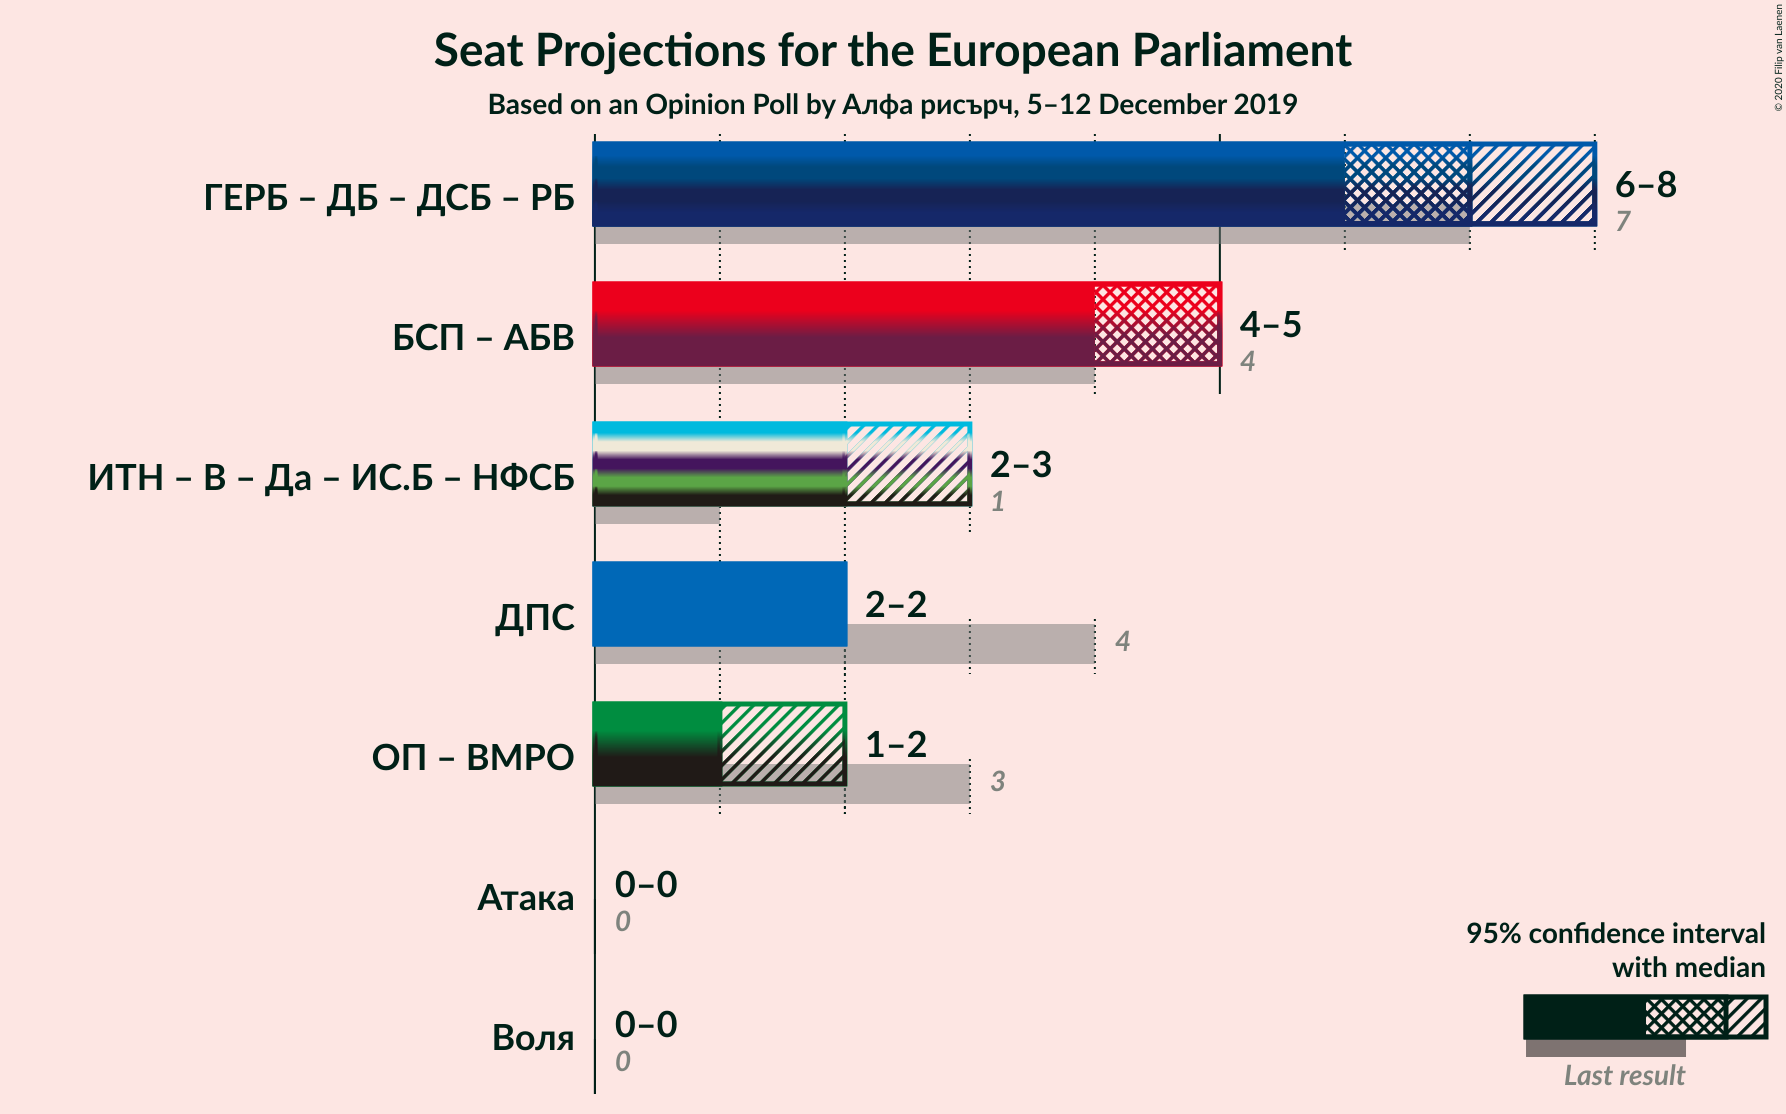 Seat Projections for the European Parliament
Based on an Opinion Poll by Алфа рисърч, 5–12 December 2019
© 2020 Filip van Laenen
ГЕРБ – ДБ – ДСБ – РБ
6–8
7
БСП – АБВ
4–5
4
ИТН – В – Да – ИС.Б – НФСБ
2–3
1
ДПС
2–2
4
ОП – ВМРО
1–2
3
Атака
0–0
0
Воля
0–0
0
95% confidence interval
with median
Last result